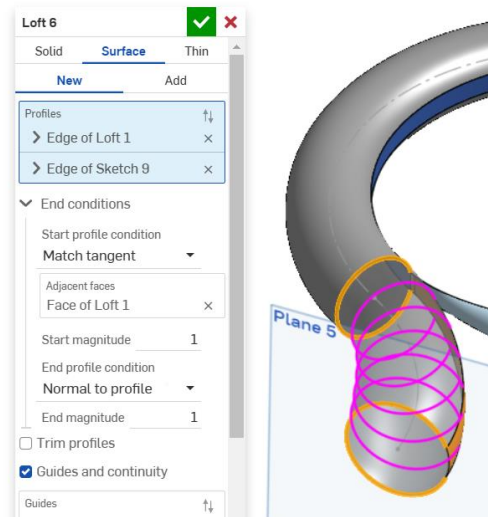 Loft 6
Solid Surface Thin
New Add
Profiles
Edge of Loft 1
Edge of Sketch 9
End conditions
Start profile condition
Match tangent
Adjacent faces
Face of Loft 1
Start magnitude 1
End profile condition
Normal to profile
End magnitude 1
Trim profiles
Guides and continuity
Guides
Plane 5